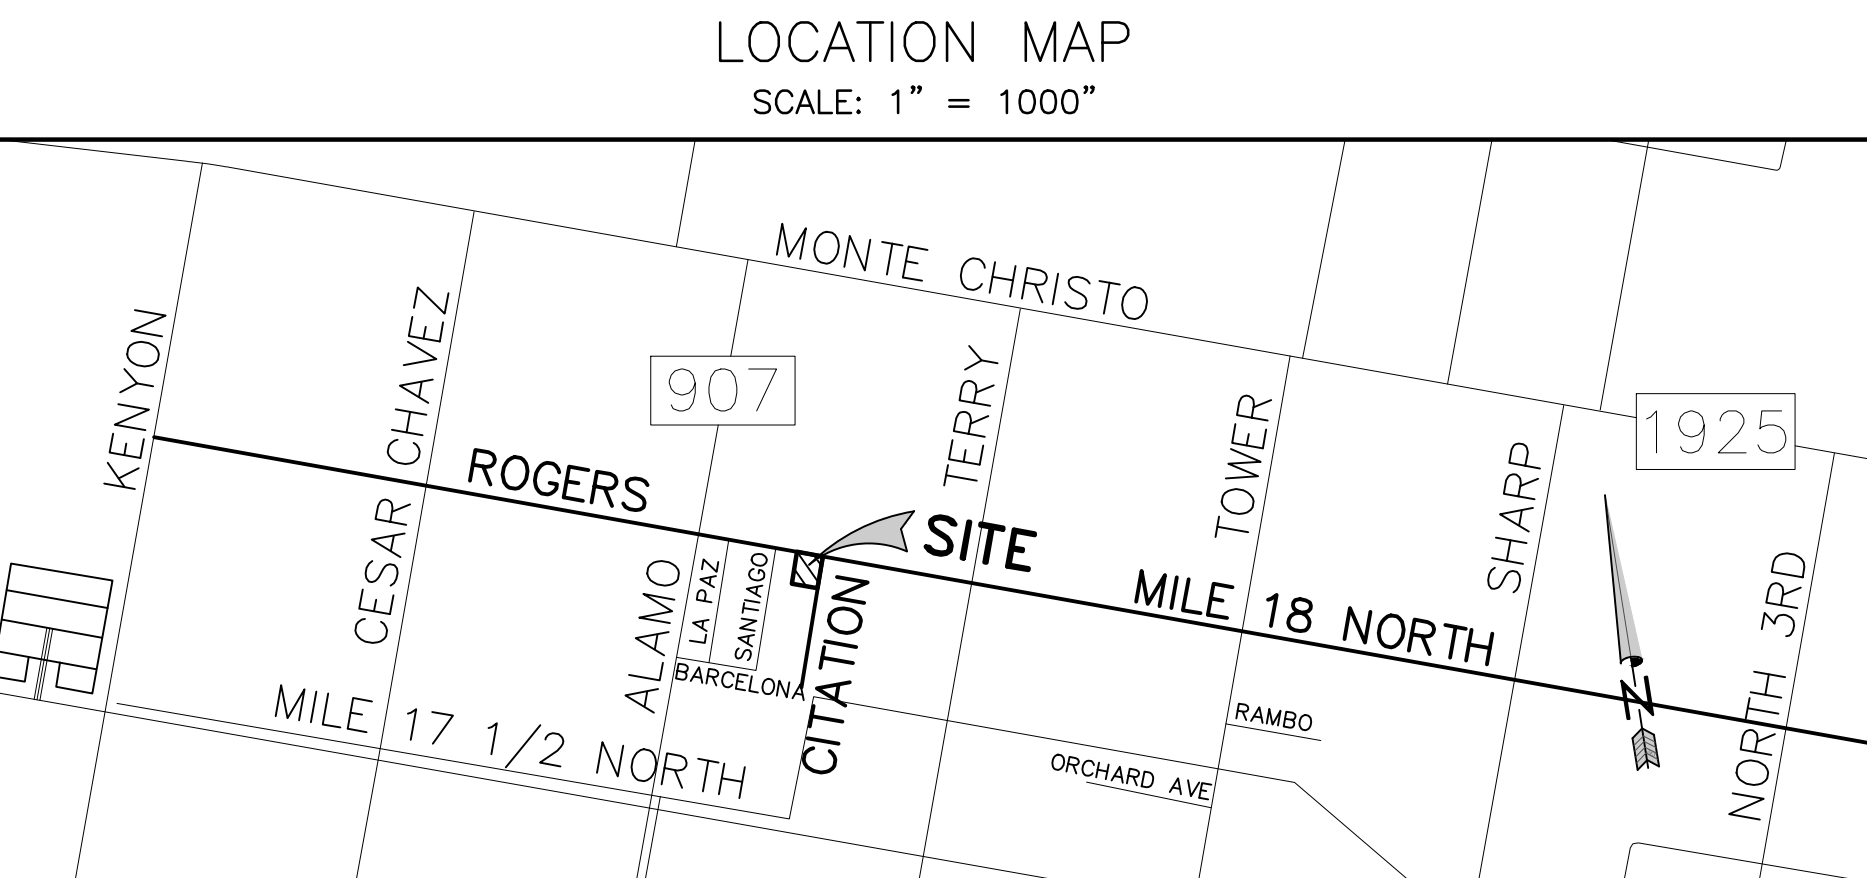 LOCATION MAP
SCALE: 1” = 1000”
MONTE CHRISTO
KENYON
CESAR CHAVEZ
907
TERRY
TOWER
SHARP
1925
ROGERS
SITE
MILE 18 NORTH
ALAMO
LA PAZ
SANTIAGO
CITATION
BARCELONA
MILE 17 1/2 NORTH
RAMBO
ORCHARD AVE
N
NORTH 3RD